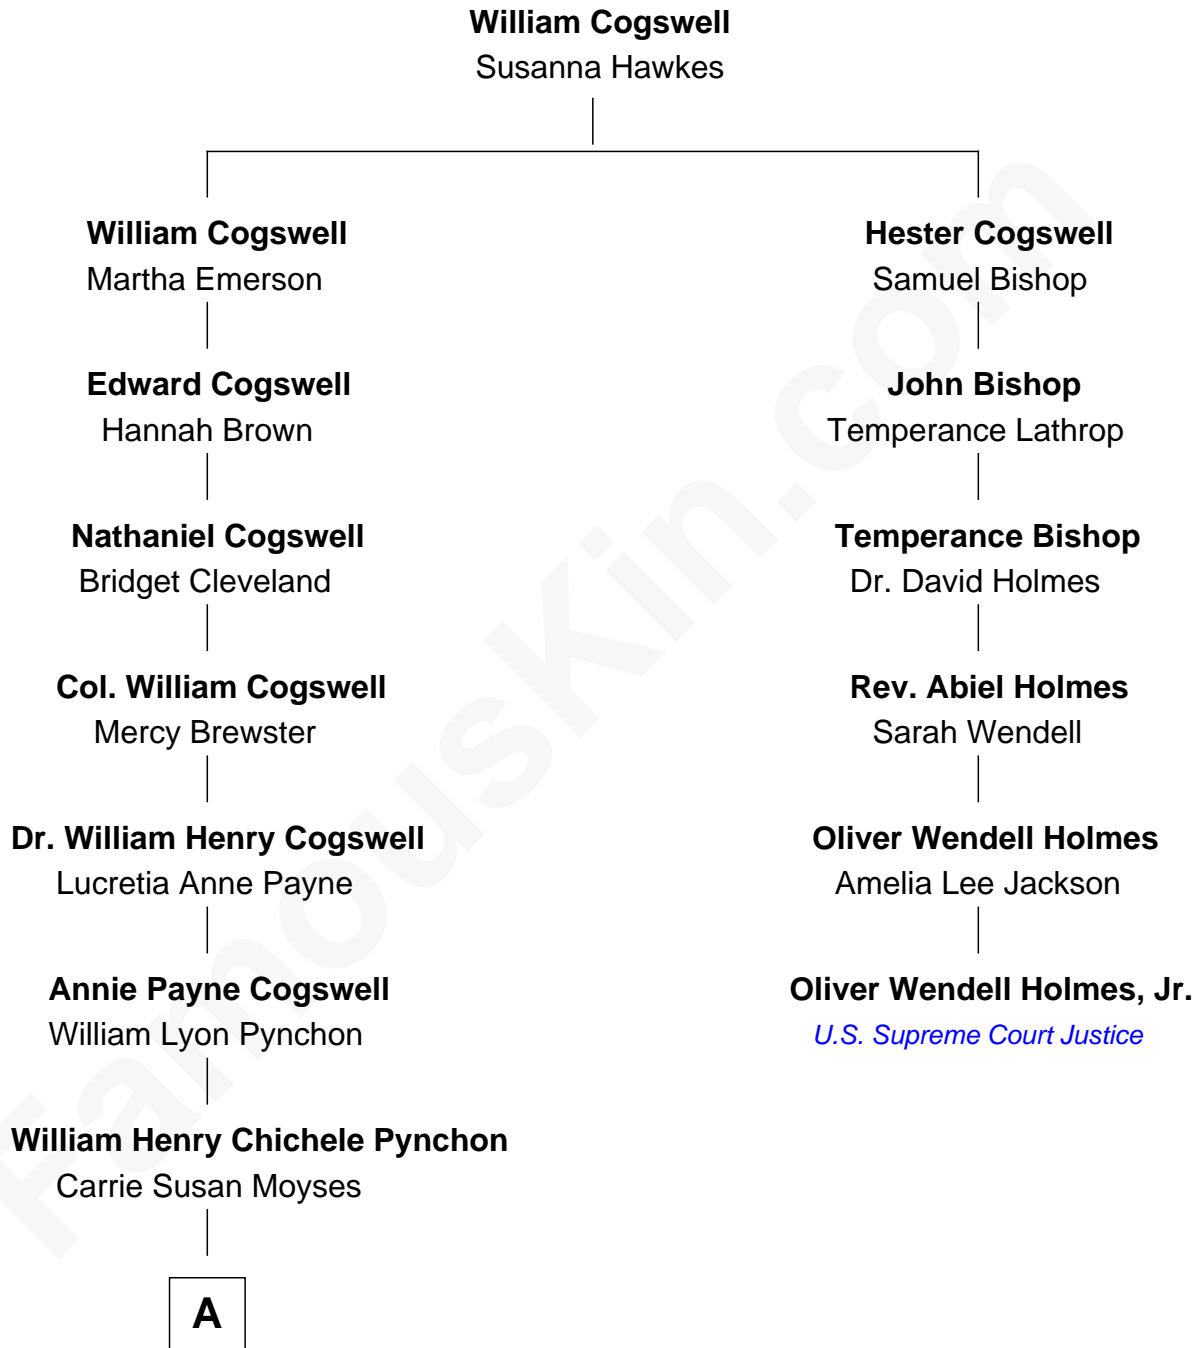 William Cogswell
Susanna Hawkes
William Cogswell
Martha Emerson
Edward Cogswell
Hannah Brown
Nathaniel Cogswell
Bridget Cleveland
Col. William Cogswell
Mercy Brewster
Dr. William Henry Cogswell
Lucretia Anne Payne
Annie Payne Cogswell
William Lyon Pynchon
William Henry Chichele Pynchon
Carrie Susan Moyses
A
Hester Cogswell
Samuel Bishop
John Bishop
Temperance Lathrop
Temperance Bishop
Dr. David Holmes
Rev. Abiel Holmes
Sarah Wendell
Oliver Wendell Holmes
Amelia Lee Jackson
Oliver Wendell Holmes, Jr.
U.S. Supreme Court Justice
FamousKin.com